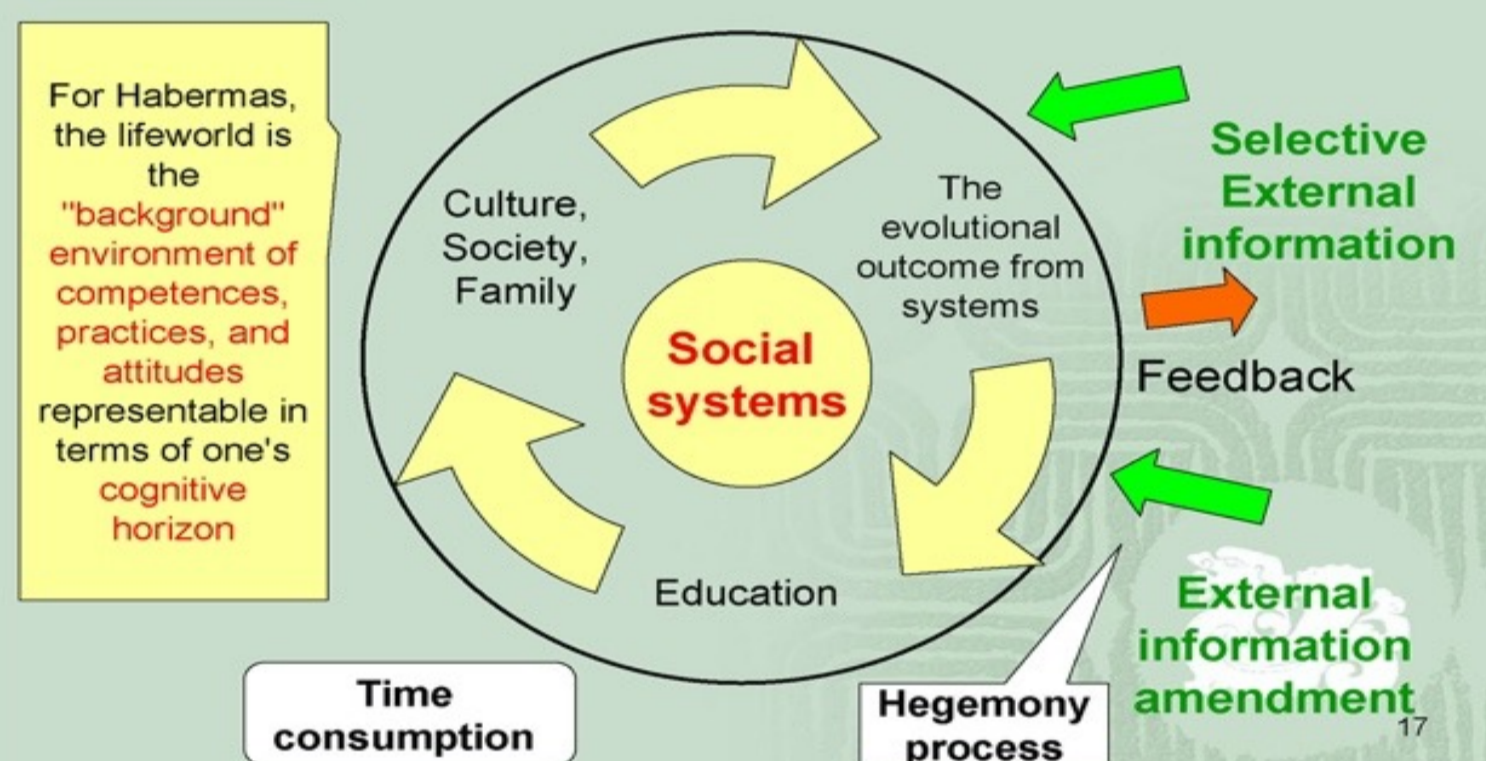 For Habermas,
the lifeworld is
the
"background"
environment of
competences,
practices, and
attitudes
representable in
terms of one's
cognitive
horizon
Culture,
Society,
Family
The
evolutional
outcome from
systems
Social
systems
Education
Selective
External
information
Feedback
External
information
amendment
Time
consumption
Hegemony
process
17